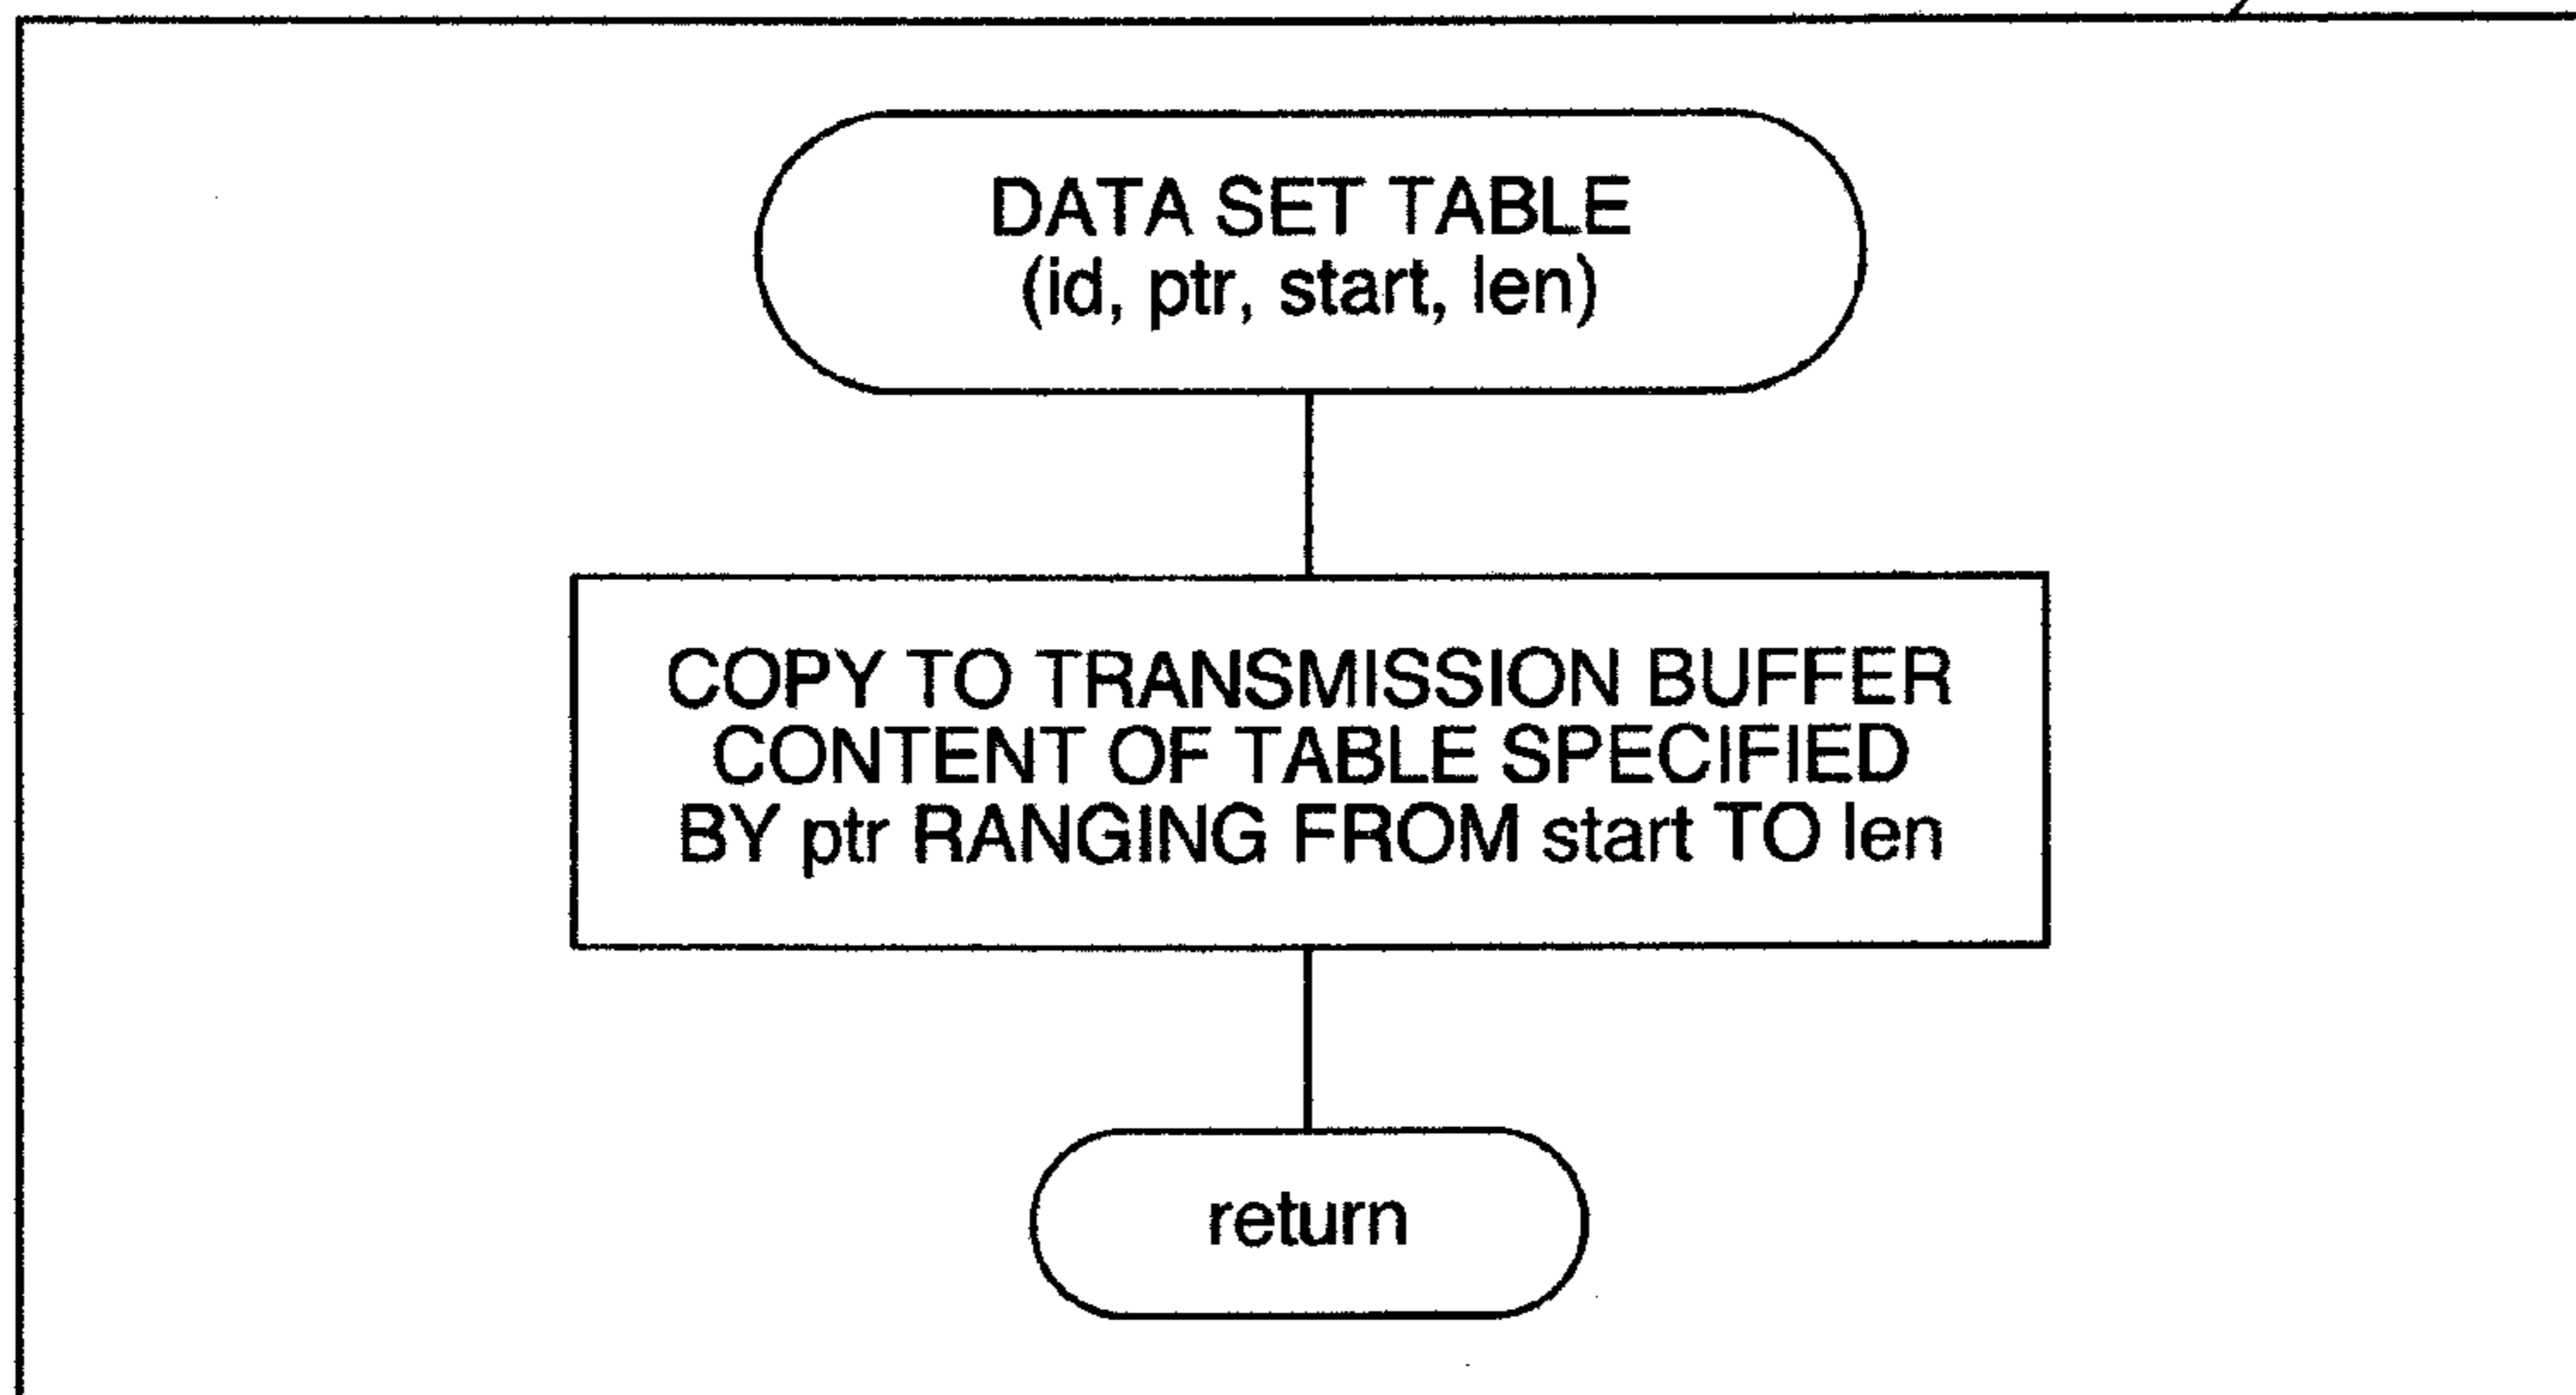 DATA SET TABLE
(id, ptr, start, len)
COPY TO TRANSMISSION BUFFER
CONTENT OF TABLE SPECIFIED
BY ptr RANGING FROM start TO len
return